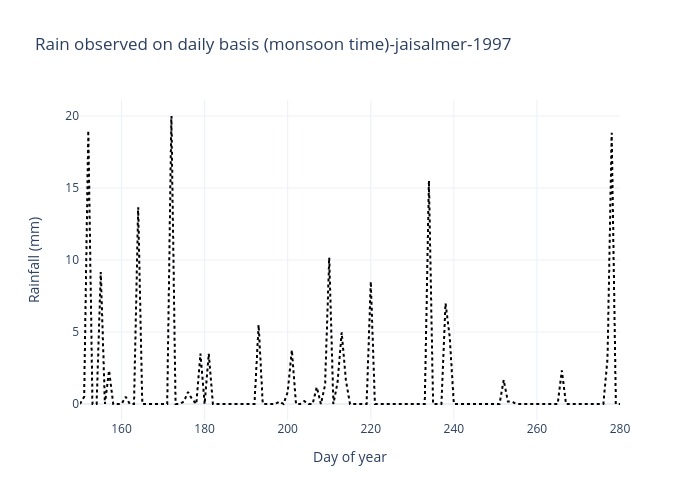 Rain observed on daily basis (monsoon time)-jaisalmer-1997
20
15
10
5
0
Rainfall (mm)
160 180 200 220 240 260 280
Day of year